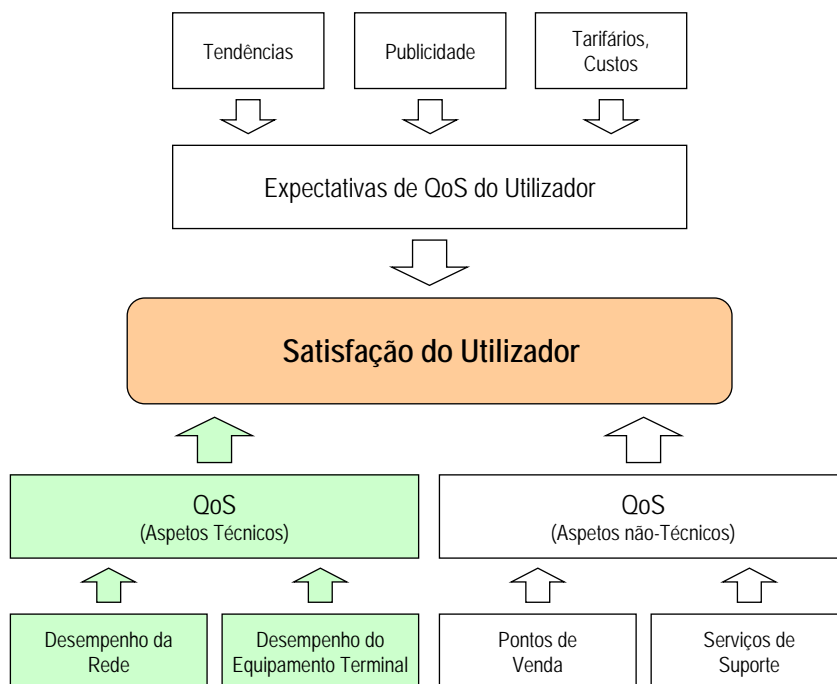 Tendências
Publicidade
Tarifários,
Custos
Expectativas de QoS do Utilizador
Satisfação do Utilizador
QoS
(Aspetos Técnicos)
QoS
(Aspetos não-Técnicos)
Desempenho da
Rede
Desempenho do
Equipamento Terminal
Pontos de
Venda
Serviços de
Suporte